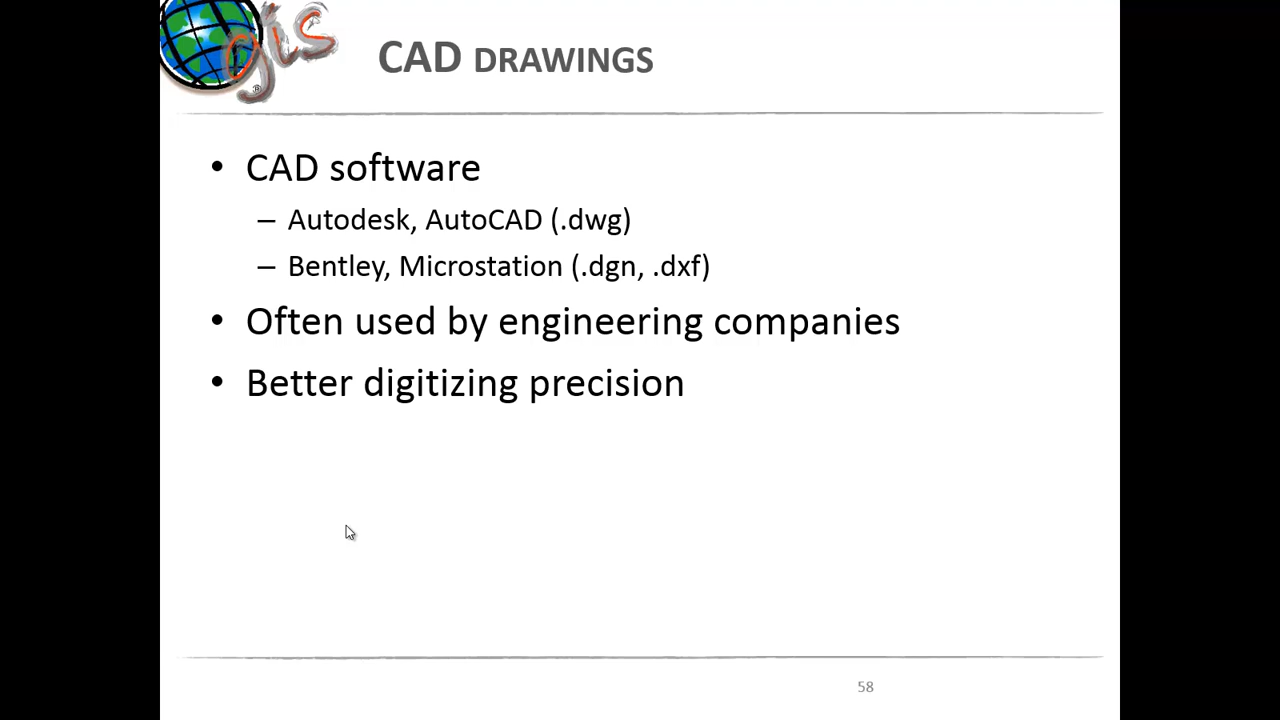 gis
®
CAD DRAWINGS
• CAD software
– Autodesk, AutoCAD (.dwg)
– Bentley, Microstation (.dgn, .dxf)
• Often used by engineering companies
• Better digitizing precision
58